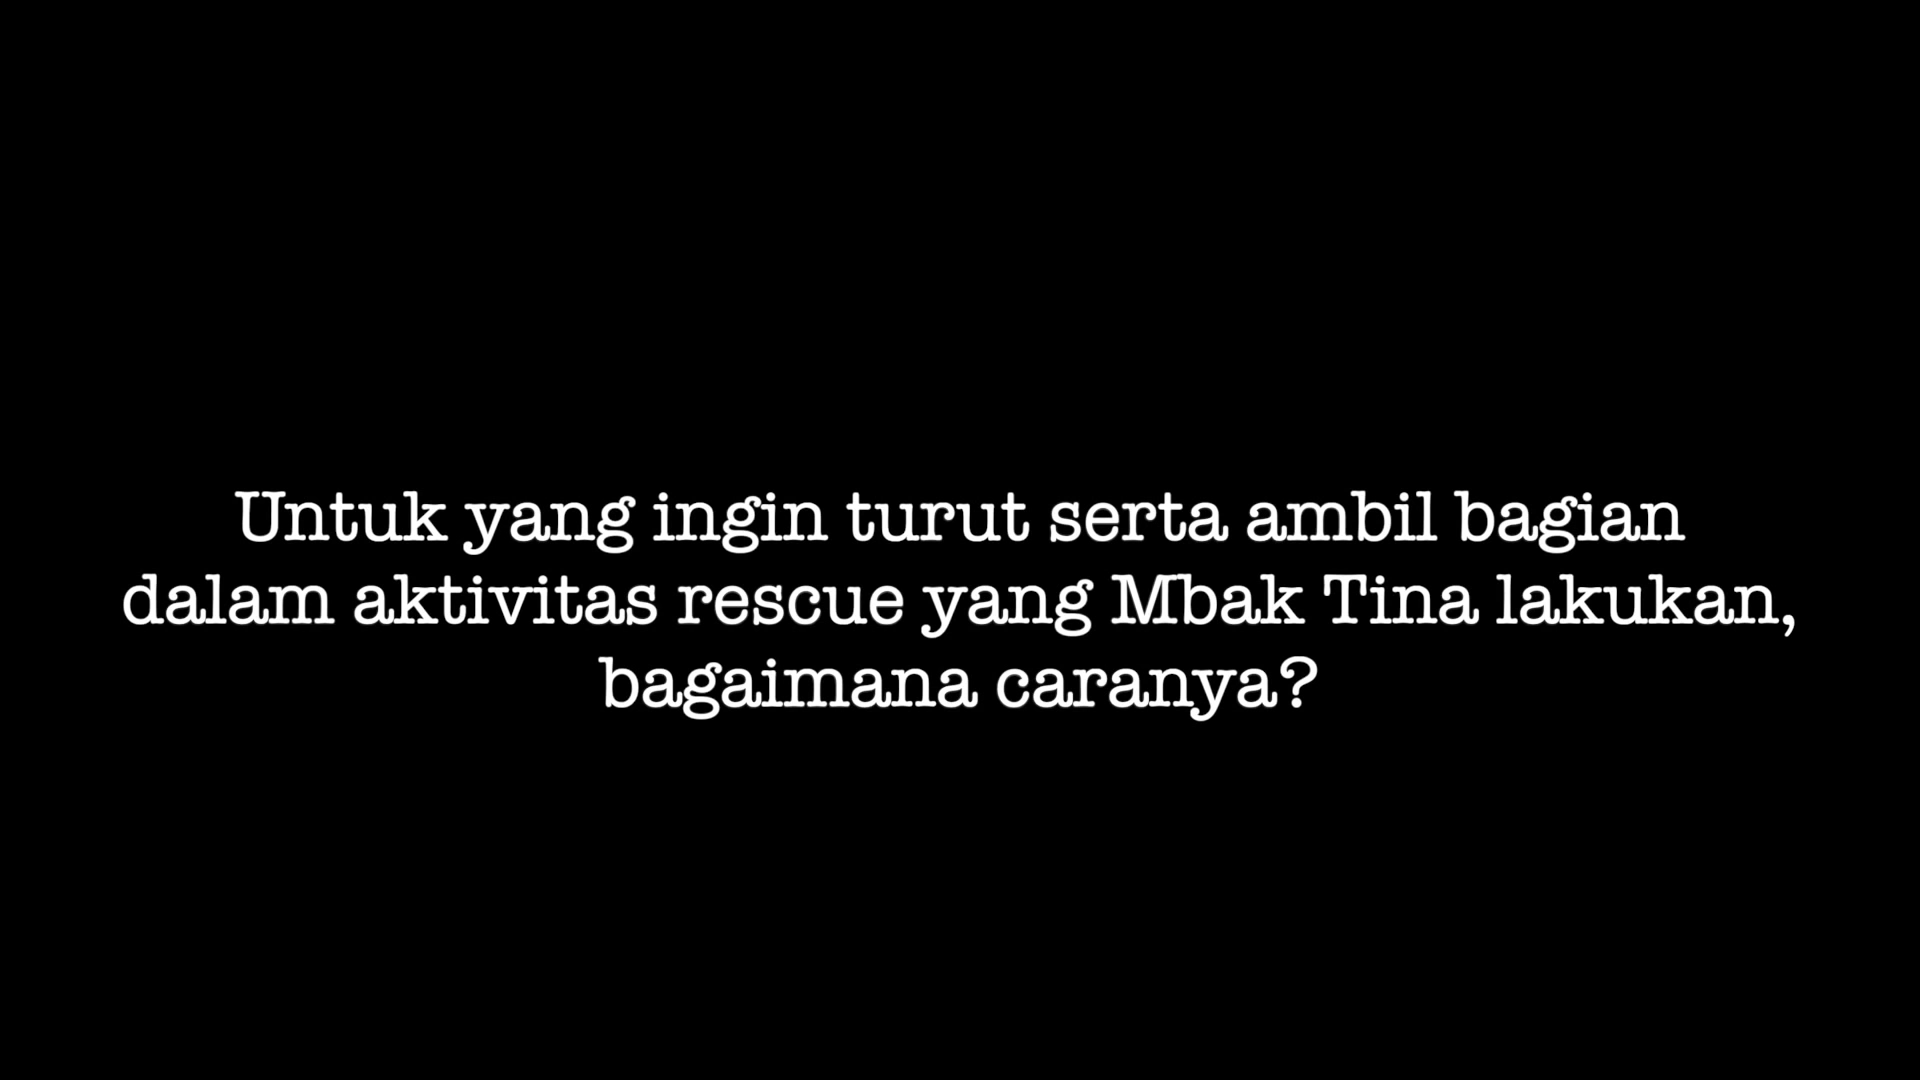 Untuk yang ingin turut serta ambil bagian
dalam aktivitas rescue yang Mbak Tina lakukan,
bagaimana caranya?